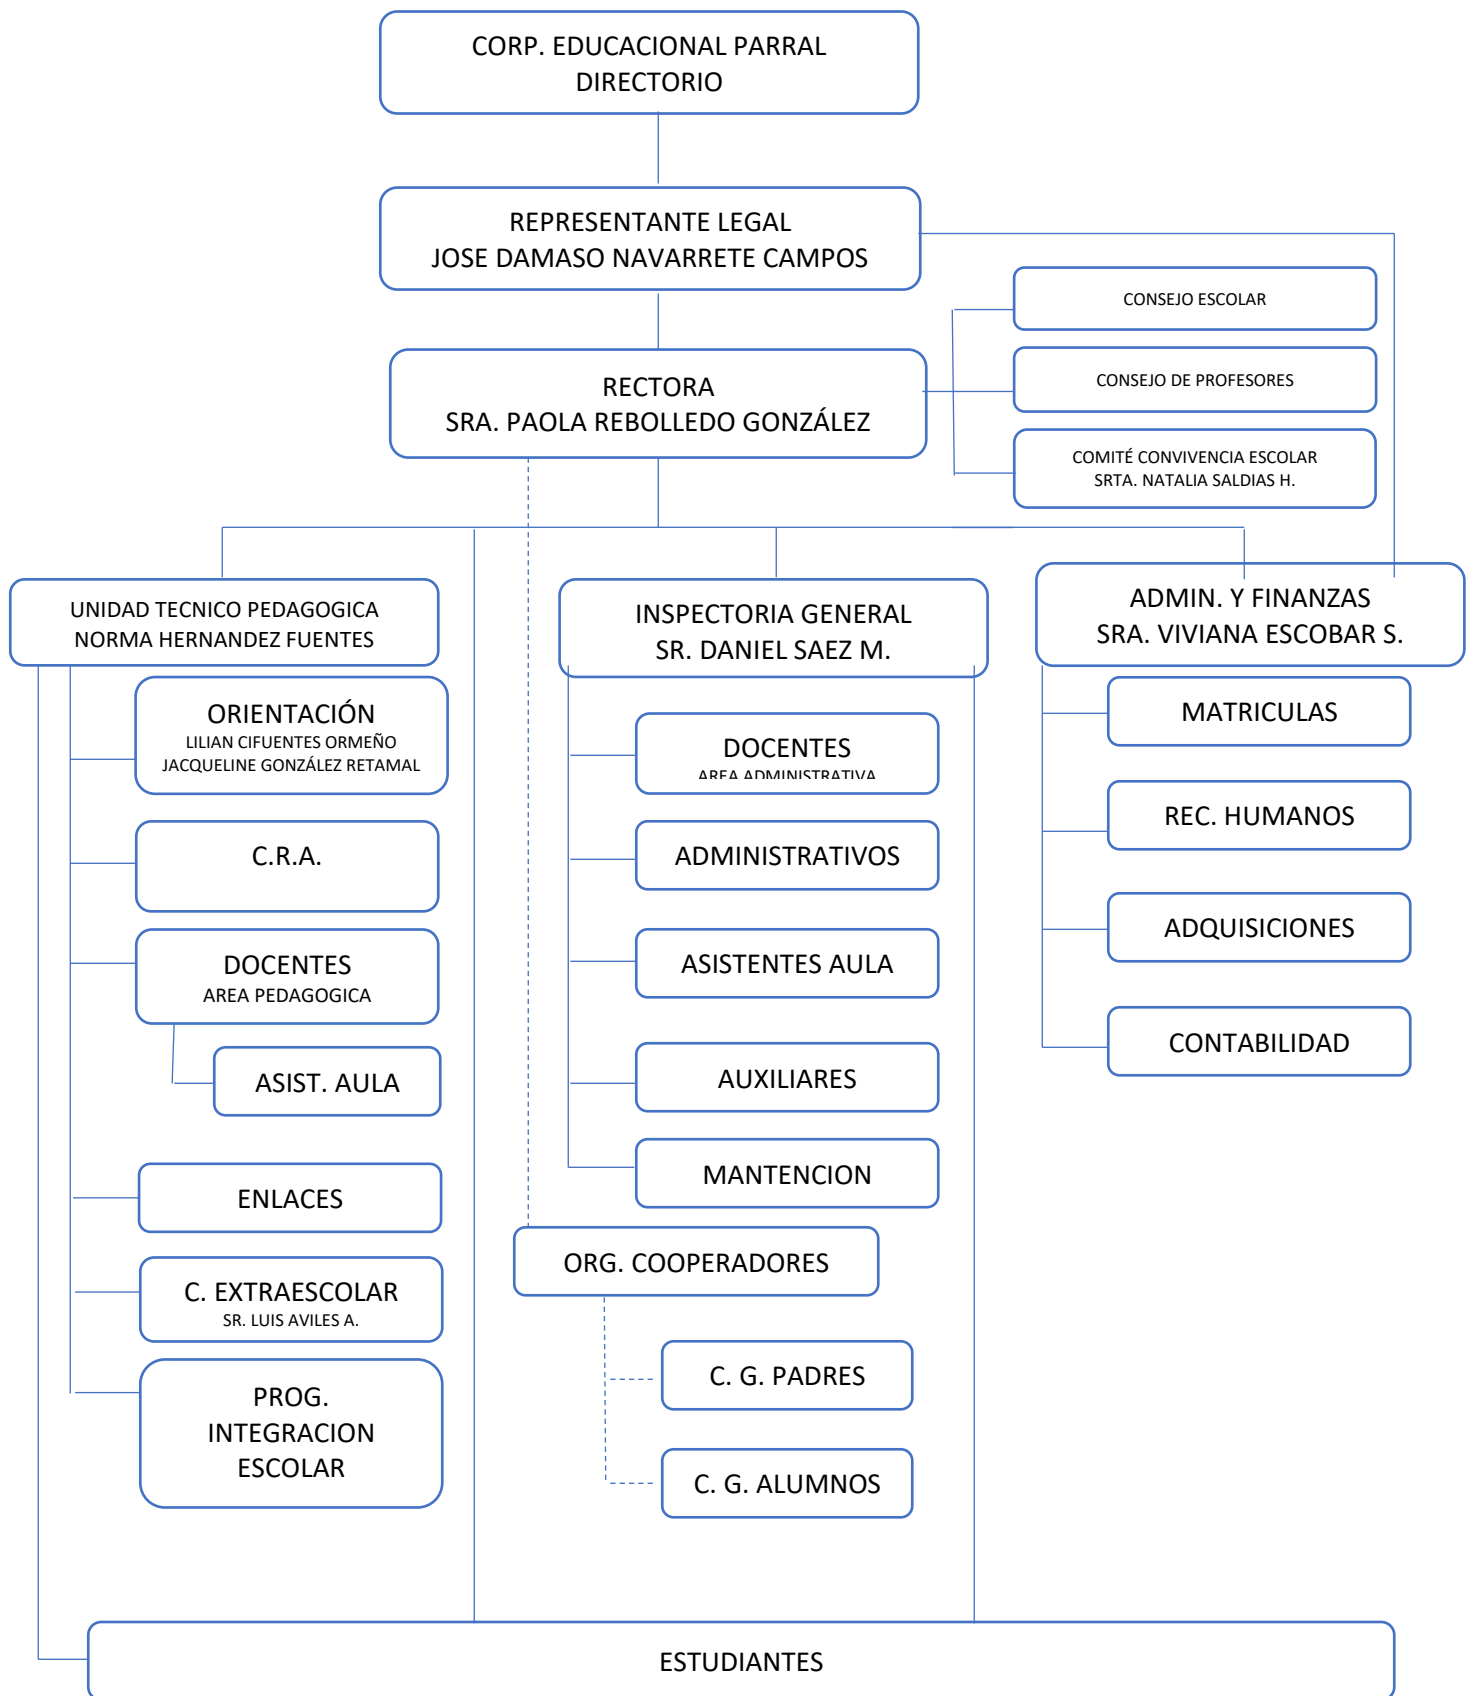 CORP. EDUCACIONAL PARRAL
DIRECTORIO
REPRESENTANTE LEGAL
JOSE DAMASO NAVARRETE CAMPOS
CONSEJO ESCOLAR
RECTORA
SRA. PAOLA REBOLLEDO GONZÁLEZ
CONSEJO DE PROFESORES
COMITÉ CONVIVENCIA ESCOLAR
SRTA. NATALIA SALDIAS H.
UNIDAD TECNICO PEDAGOGICA
NORMA HERNANDEZ FUENTES
ORIENTACIÓN
LILIAN CIFUENTES ORMEÑO
JACQUELINE GONZÁLEZ RETAMAL
C.R.A.
DOCENTES
AREA PEDAGOGICA
ASIST. AULA
ENLACES
C. EXTRAESCOLAR
SR. LUIS AVILES A.
PROG.
INTEGRACION
ESCOLAR
INSPECTORIA GENERAL
SR. DANIEL SAEZ M.
DOCENTES
AREA ADMINISTRATIVA
ADMINISTRATIVOS
ASISTENTES AULA
AUXILIARES
MANTENCION
ORG. COOPERADORES
C. G. PADRES
C. G. ALUMNOS
ADMIN. Y FINANZAS
SRA. VIVIANA ESCOBAR S.
MATRICULAS
REC. HUMANOS
ADQUISICIONES
CONTABILIDAD
ESTUDIANTES